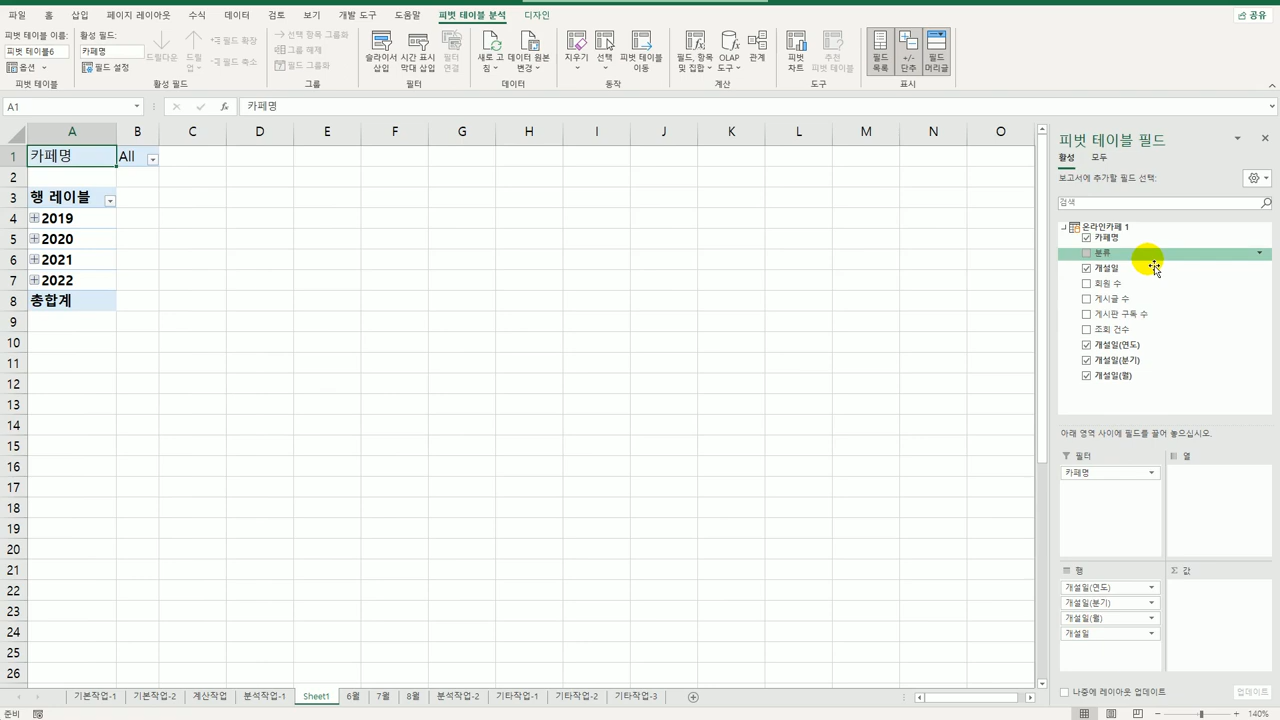 파일 홈 삽입 페이지 레이아웃 수식 데이터 검토 보기 개발 도구 도움말 피벗 테이블 분석 디자인 공유
피벗 테이블 이름: 활성 필드:
피벗 테이블6 카페명
옵션 필드 설정
드릴다운 드릴업
필드 확장
필드 축소
선택 항목 그룹화
그룹 해제
필드 그룹화
슬라이서 삽입 시간 표시 막대 삽입 필터 연결
새로 고침 데이터 원본 변경
지우기 선택 피벗 테이블 이동
필드, 항목 및 집합 OLAP 도구 관계
피벗 차트 추천 피벗 테이블
필드 목록 +/- 단추 필드 머리글
피벗 테이블 활성 필드 그룹 필터 데이터 동작 계산 도구 표시
A1 fx 카페명
A B C D E F G H I J K L M N O
1 카페명 All
2
3 행 레이블
4 2019
5 2020
6 2021
7 2022
8 총합계
9
10
11
12
13
14
15
16
17
18
19
20
21
22
23
24
25
26
피벗 테이블 필드
활성 모두
보고서에 추가할 필드 선택:
검색
온라인카페 1
카페명
분류
개설일
회원 수
게시글 수
게시판 구독 수
조회 건수
개설일(연도)
개설일(분기)
개설일(월)
아래 영역 사이에 필드를 끌어 놓으십시오.
필터 열
카페명
행 Σ 값
개설일(연도)
개설일(분기)
개설일(월)
개설일
나중에 레이아웃 업데이트 업데이트
기본작업-1 기본작업-2 계산작업 분석작업-1 Sheet1 6월 7월 8월 분석작업-2 기타작업-1 기타작업-2 기타작업-3
준비 140%